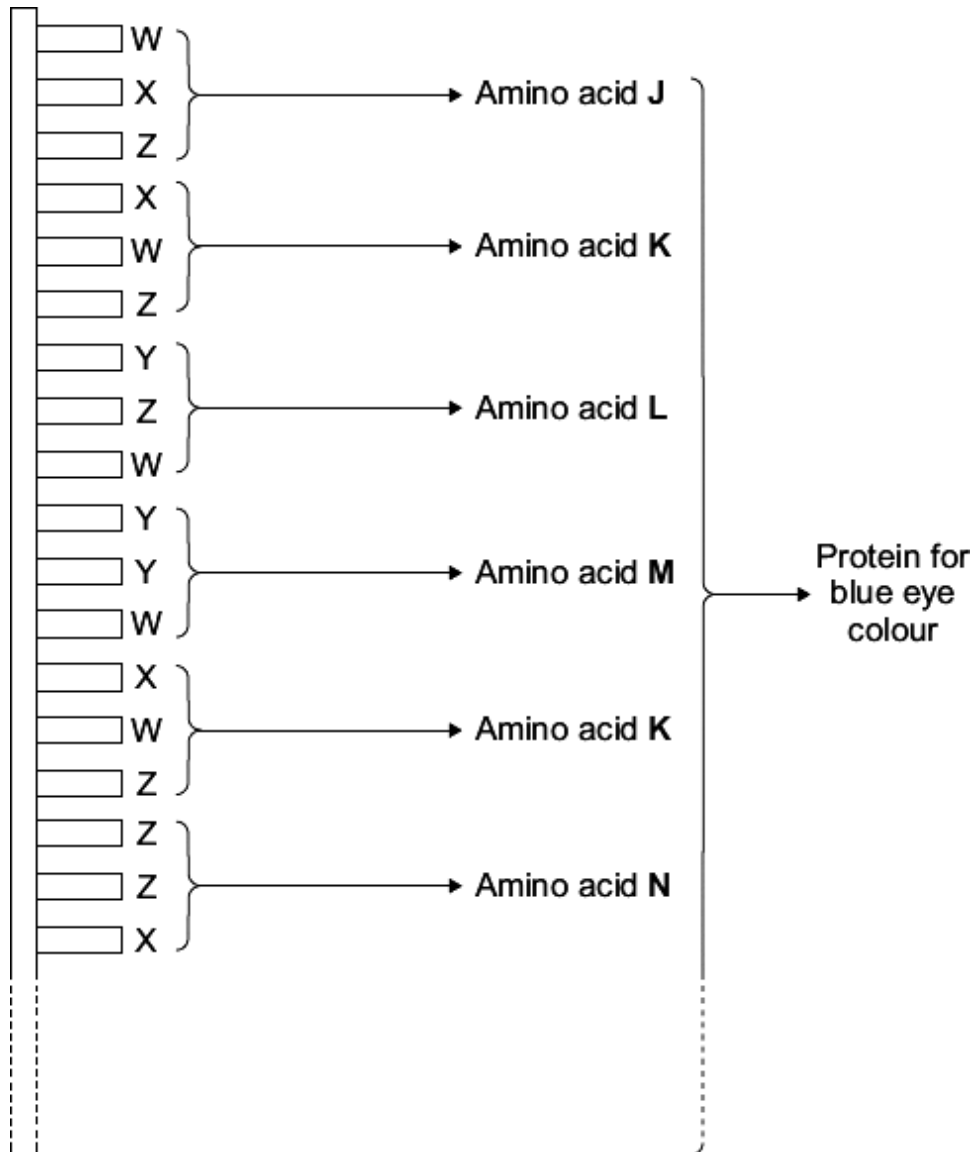 W
X
Amino acid J
Z
X
W
Amino acid K
Z
Y
Z
Amino acid L
W
Y
Y
Amino acid M
W
X
W
Amino acid K
Z
Z
Z
Amino acid N
X
Protein for
blue eye
colour